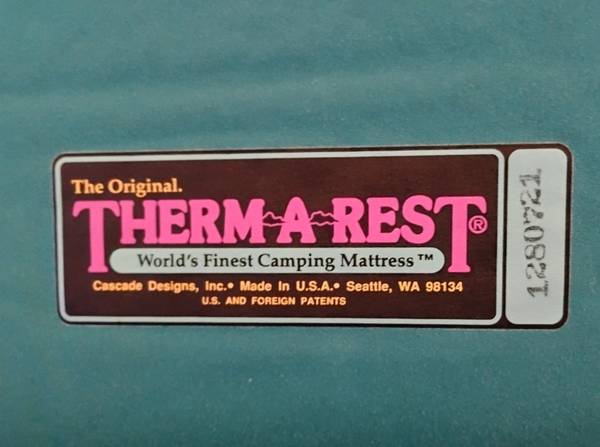 The Original.
THERM-A-REST®
World's Finest Camping Mattress™
Cascade Designs, Inc.• Made In U.S.A.• Seattle, WA 98134
U.S. AND FOREIGN PATENTS
1280721